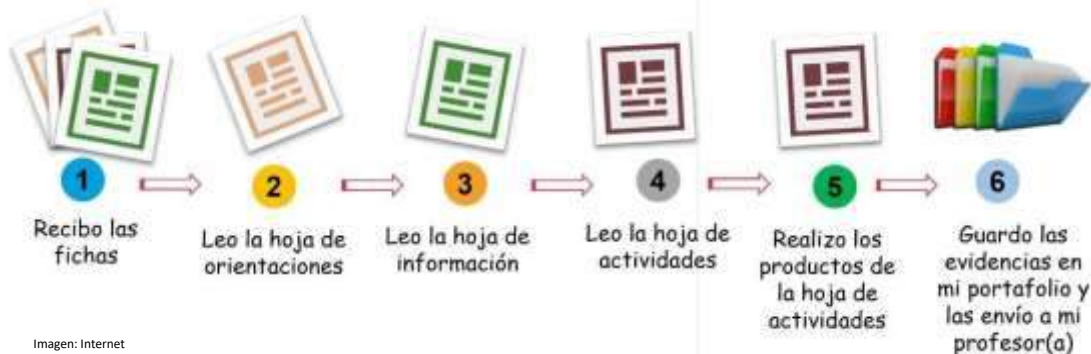 1
Recibo las
fichas
2
Leo la hoja de
orientaciones
3
Leo la hoja de
información
4
Leo la hoja de
actividades
5
Realizo los
productos de
la hoja de
actividades
6
Guardo las
evidencias en
mi portafolio y
las envío a mi
profesor(a)
Imagen: Internet